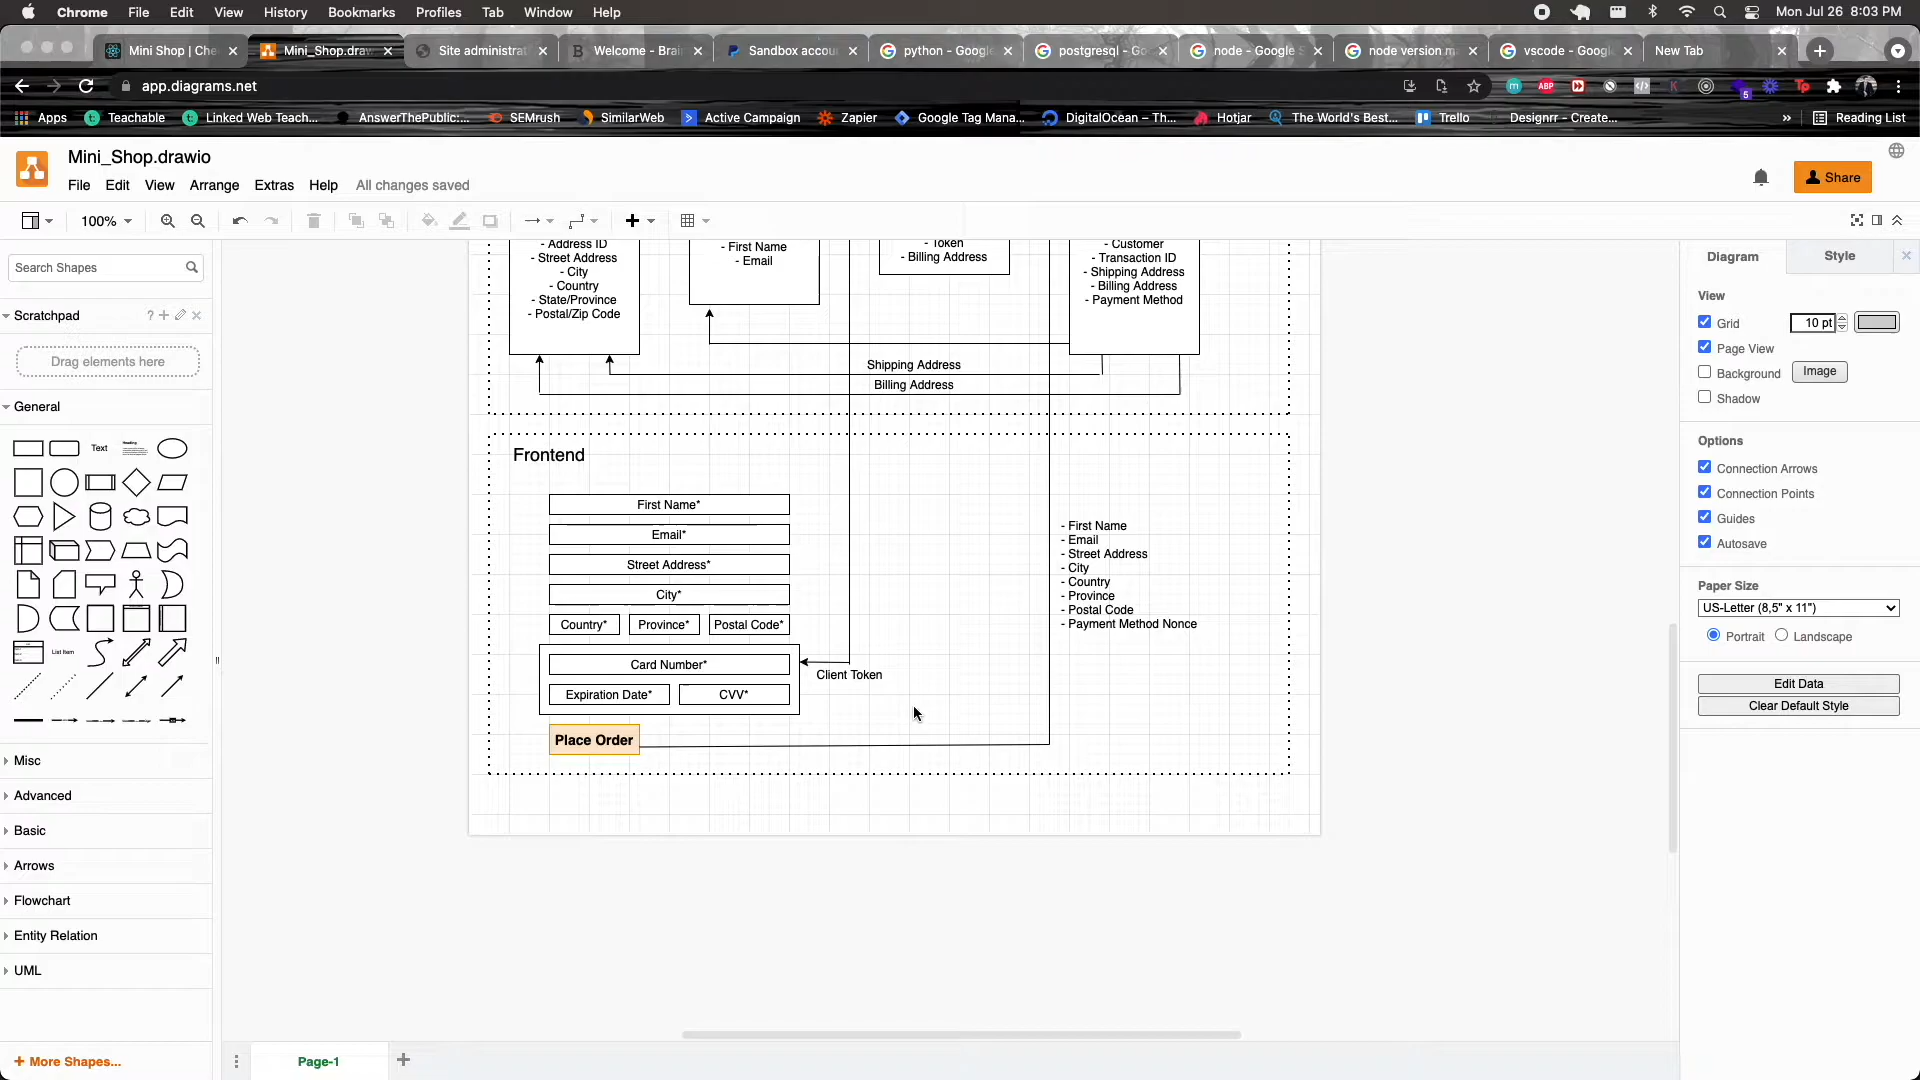 Chrome File Edit View History Bookmarks Profiles Tab Window Help
Mon Jul 26 8:03 PM
Mini Shop | Che
Mini_Shop.draw
Site administrat
Welcome - Brain
Sandbox accou
python - Google
postgresql - Go
node - Google S
node version m
vscode - Googl
New Tab
app.diagrams.net
ABP
5
Apps
Teachable
Linked Web Teach...
AnswerThePublic:...
SEMrush
SimilarWeb
Active Campaign
Zapier
Google Tag Mana...
DigitalOcean – Th...
Hotjar
The World's Best...
Trello
Designrr - Create...
»
Reading List
Mini_Shop.drawio
File Edit View Arrange Extras Help All changes saved
Share
100%
Search Shapes
Scratchpad
?
Drag elements here
General
Text
Heading
List Item
Misc
Advanced
Basic
Arrows
Flowchart
Entity Relation
UML
+ More Shapes...
- Address ID
- Street Address
- City
- Country
- State/Province
- Postal/Zip Code
- First Name
- Email
- Token
- Billing Address
- Customer
- Transaction ID
- Shipping Address
- Billing Address
- Payment Method
Shipping Address
Billing Address
Frontend
First Name*
Email*
Street Address*
City*
Country* Province* Postal Code*
Card Number*
Expiration Date* CVV*
Client Token
Place Order
- First Name
- Email
- Street Address
- City
- Country
- Province
- Postal Code
- Payment Method Nonce
Page-1
Diagram Style
View
Grid 10 pt
Page View
Background Image
Shadow
Options
Connection Arrows
Connection Points
Guides
Autosave
Paper Size
US-Letter (8,5" x 11")
Portrait Landscape
Edit Data
Clear Default Style